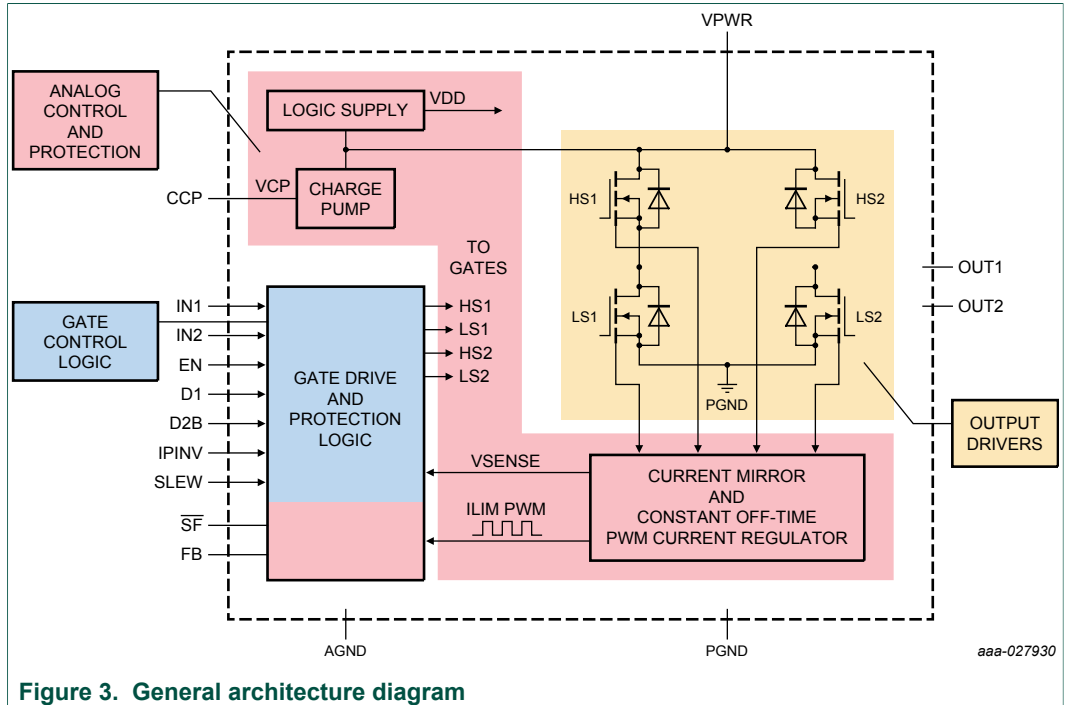 VPWR
ANALOG
CONTROL
AND
PROTECTION
LOGIC SUPPLY
VDD
CCP
VCP
CHARGE
PUMP
HS1
HS2
TO
GATES
OUT1
OUT2
GATE
CONTROL
LOGIC
IN1
IN2
EN
D1
D2B
IPINV
SLEW
SF
FB
GATE DRIVE
AND
PROTECTION
LOGIC
HS1
LS1
HS2
LS2
LS1
LS2
PGND
OUTPUT
DRIVERS
VSENSE
ILIM PWM
CURRENT MIRROR
AND
CONSTANT OFF-TIME
PWM CURRENT REGULATOR
AGND
PGND
aaa-027930
Figure 3. General architecture diagram